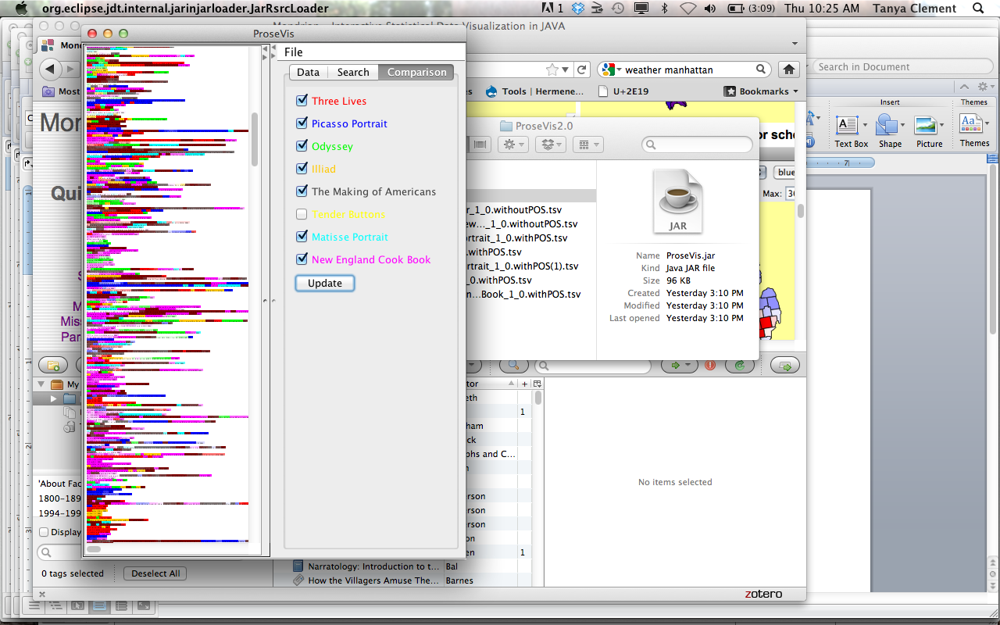 org.eclipse.jdt.internal.jarinjarloader.JarRsrcLoader
1
(3:09)
Thu 10:25 AM
Tanya Clement
Mondrian - Interactive Statistical Data Visualization in JAVA
ProseVis
File
Data
Search
Comparison
Three Lives
Picasso Portrait
Odyssey
Illiad
The Making of Americans
Tender Buttons
Matisse Portrait
New England Cook Book
Update
weather manhattan
Search in Document
Most
es
Tools | Hermene...
U+2E19
Bookmarks
Insert
Themes
Text Box
Shape
Picture
Themes
ProseVis2.0
or scho
blue
Max: 30
r_1_0.withoutPOS.tsv
ew..._1_0.withoutPOS.tsv
ortrait_1_0.withPOS.tsv
s.withPOS.tsv
rtrait_1_0.withPOS(1).tsv
_0.withPOS.tsv
n...Book_1_0.withPOS.tsv
JAR
Name ProseVis.jar
Kind Java JAR file
Size 96 KB
Created Yesterday 3:10 PM
Modified Yesterday 3:10 PM
Last opened Yesterday 3:10 PM
Mon
Mor
Qui
M
Miss
Par
My
tor
+
eth
1
ham
ck
phs and C...
n
erson
erson
erson
on
en
1
No items selected
'About Fac
1800-189
1994-199
Display
0 tags selected
Deselect All
Narratology: Introduction to t...
Bal
How the Villagers Amuse The...
Barnes
zotero